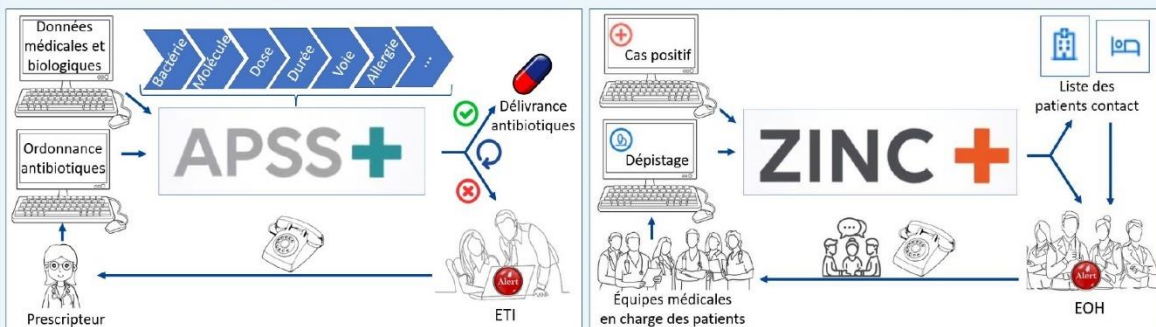 Données
médicales et
biologiques
Bactérie
Molécule
Dose
Durée
Voie
Allergie
...
Ordonnance
antibiotiques
APSS+
Délivrance
antibiotiques
Alert
Prescripteur
ETI
Cas positif
Dépistage
ZINC+
Liste des
patients contact
Alert
Équipes médicales
en charge des patients
EOH